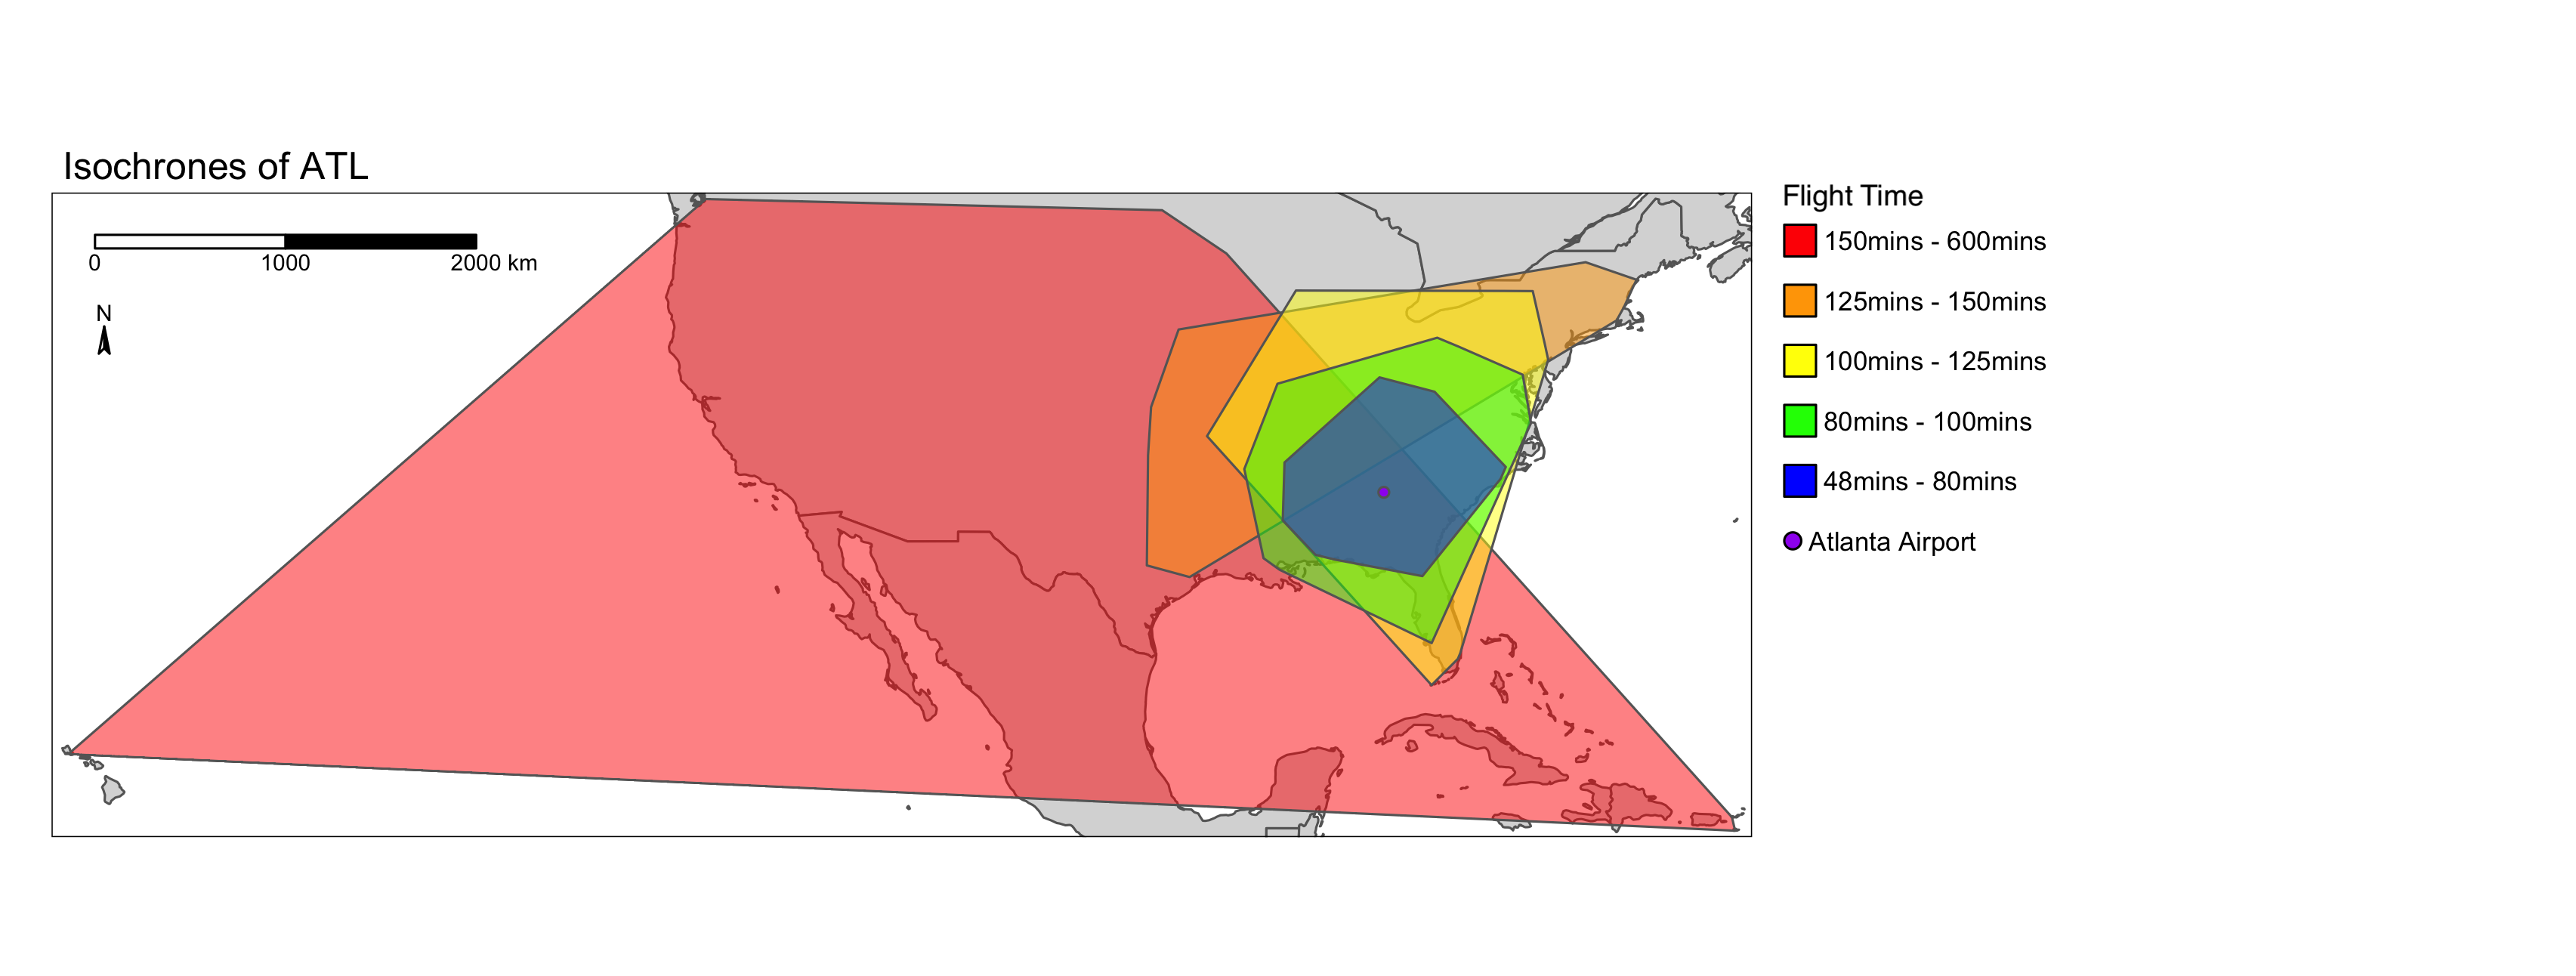 Isochrones of ATL
0 1000 2000 km
N
Flight Time
150mins - 600mins
125mins - 150mins
100mins - 125mins
80mins - 100mins
48mins - 80mins
Atlanta Airport